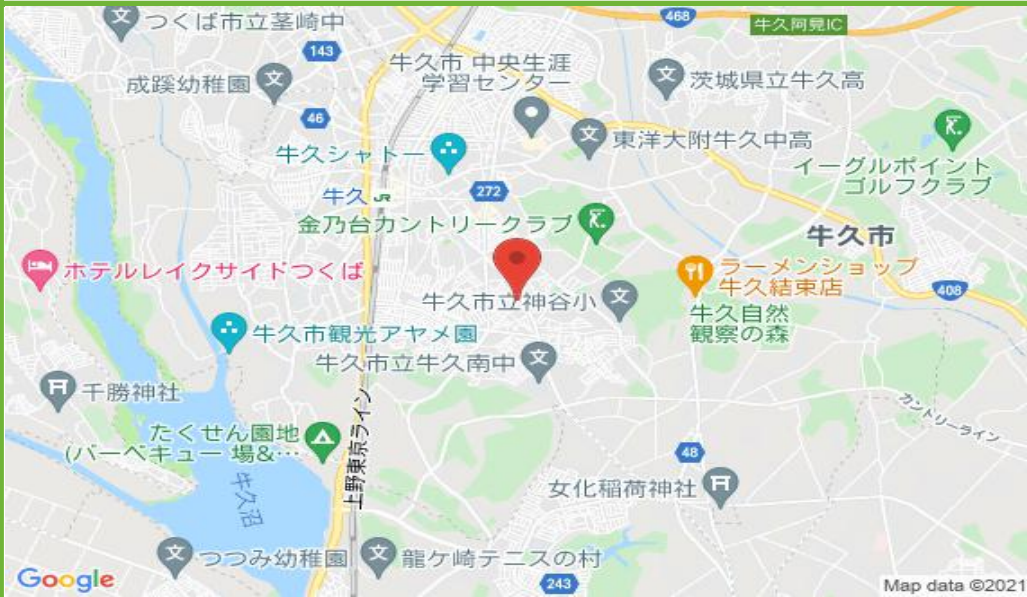 つくば市立茎崎中
468
牛久阿見IC
143
牛久市 中央生涯
学習センター
成蹊幼稚園
茨城県立牛久高
46
東洋大附牛久中高
牛久シャトー
イーグルポイント
ゴルフクラブ
272
牛久
JR
金乃台カントリークラブ
牛久市
ホテルレイクサイドつくば
ラーメンショップ
牛久結束店
408
牛久市立神谷小
牛久自然
観察の森
牛久市観光アヤメ園
牛久市立牛久南中
千勝神社
カントリーライン
たくせん園地
(バーベキュー 場&…
上野東京ライン
48
牛久沼
女化稲荷神社
つつみ幼稚園
龍ケ崎テニスの村
243
Google
Map data ©2021